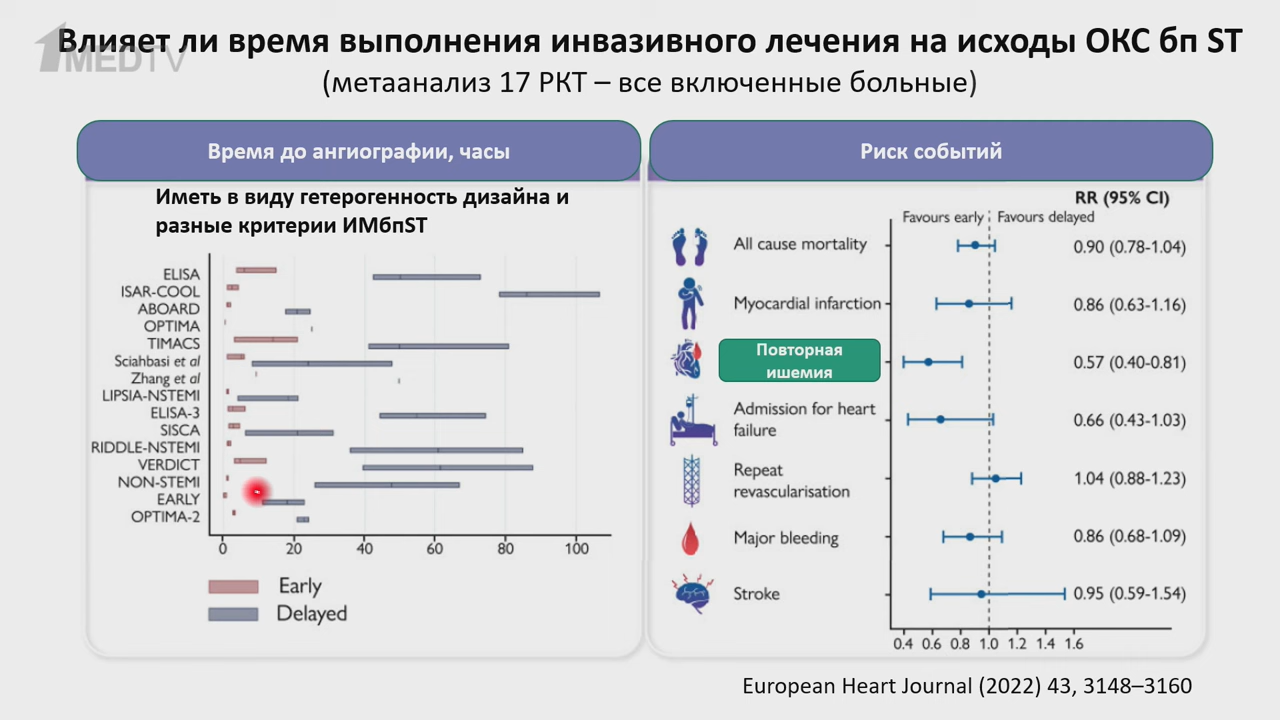 Влияет ли время выполнения инвазивного лечения на исходы ОКС бп ST
1MEDTV
(метаанализ 17 РКТ – все включенные больные)
Время до ангиографии, часы
Иметь в виду гетерогенность дизайна и
разные критерии ИМбпST
ELISA
ISAR-COOL
ABOARD
OPTIMA
TIMACS
Sciahbasi et al
Zhang et al
LIPSIA-NSTEMI
ELISA-3
SISCA
RIDDLE-NSTEMI
VERDICT
NON-STEMI
EARLY
OPTIMA-2
0 20 40 60 80 100
Early
Delayed
Риск событий
RR (95% CI)
Favours early Favours delayed
All cause mortality 0.90 (0.78-1.04)
Myocardial infarction 0.86 (0.63-1.16)
Повторная
ишемия
0.57 (0.40-0.81)
Admission for heart
failure
0.66 (0.43-1.03)
Repeat
revascularisation
1.04 (0.88-1.23)
Major bleeding 0.86 (0.68-1.09)
Stroke 0.95 (0.59-1.54)
0.4 0.6 0.8 1.0 1.2 1.4 1.6
European Heart Journal (2022) 43, 3148–3160